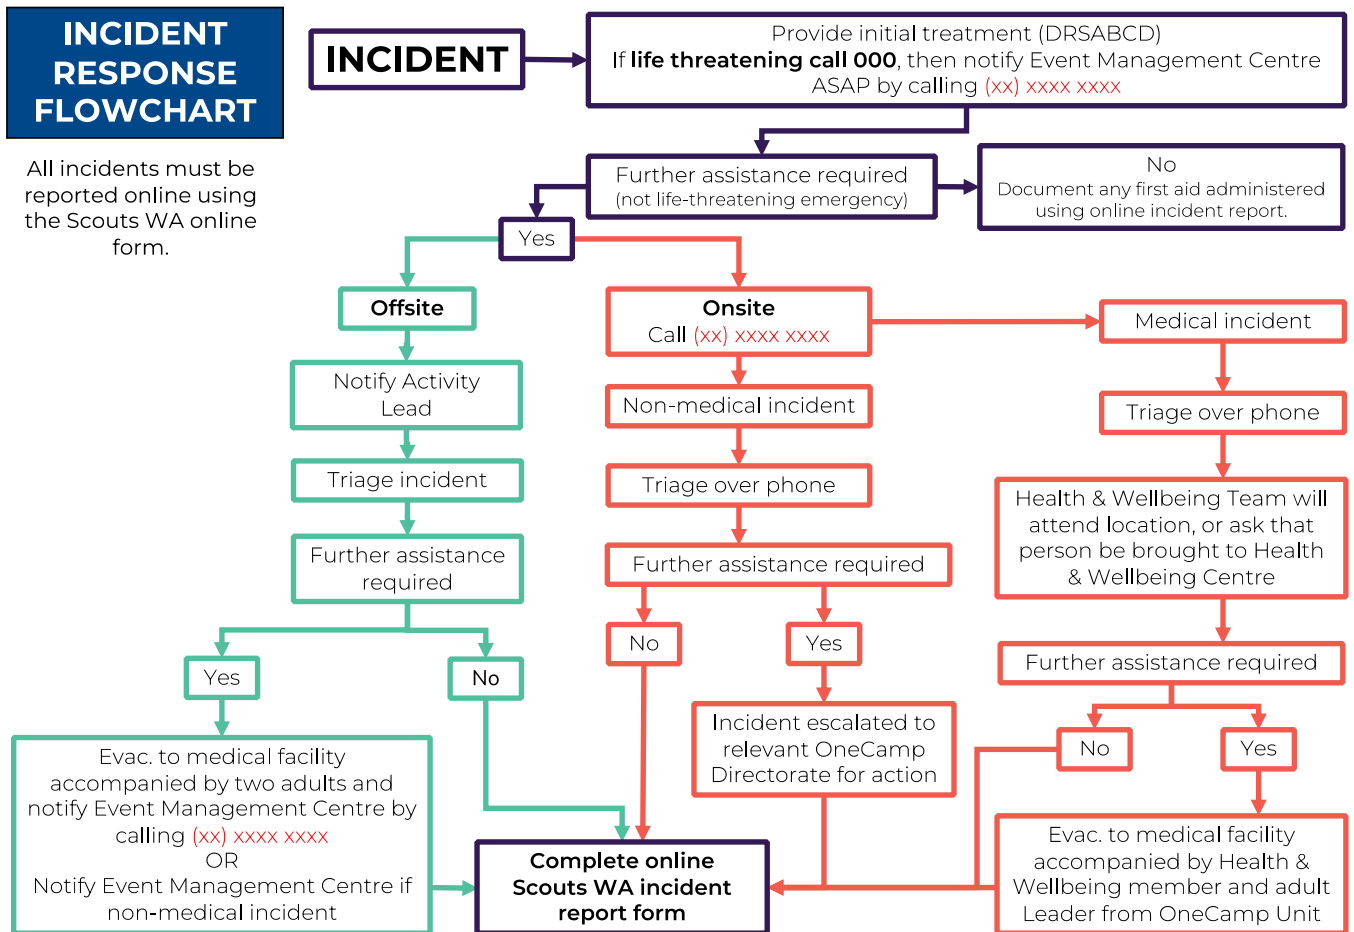 INCIDENT
RESPONSE
FLOWCHART
All incidents must be
reported online using
the Scouts WA online
form.
INCIDENT
Provide initial treatment (DRSABCD)
If life threatening call 000, then notify Event Management Centre
ASAP by calling (xx) xxxx xxxx
Further assistance required
(not life-threatening emergency)
No
Document any first aid administered
using online incident report.
Yes
Offsite
Notify Activity
Lead
Triage incident
Further assistance
required
Yes
No
Evac. to medical facility
accompanied by two adults and
notify Event Management Centre by
calling (xx) xxxx xxxx
OR
Notify Event Management Centre if
non-medical incident
Onsite
Call (xx) xxxx xxxx
Non-medical incident
Triage over phone
Further assistance required
No
Yes
Incident escalated to
relevant OneCamp
Directorate for action
Medical incident
Triage over phone
Health & Wellbeing Team will
attend location, or ask that
person be brought to Health
& Wellbeing Centre
Further assistance required
No
Yes
Evac. to medical facility
accompanied by Health &
Wellbeing member and adult
Leader from OneCamp Unit
Complete online
Scouts WA incident
report form